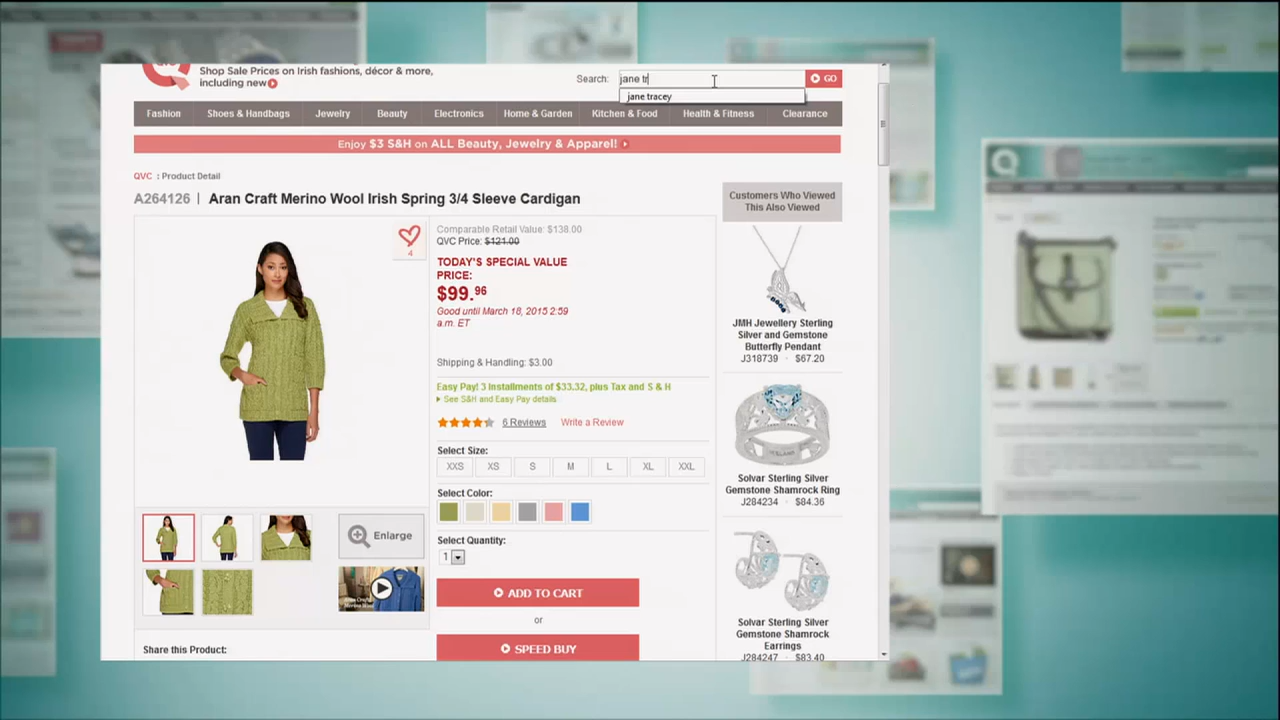 Shop Sale Prices on Irish fashions, décor & more,
including new
Search: jane tr
GO
jane tracey
Fashion Shoes & Handbags Jewelry Beauty Electronics Home & Garden Kitchen & Food Health & Fitness Clearance
Enjoy $3 S&H on ALL Beauty, Jewelry & Apparel!
QVC : Product Detail
A264126 | Aran Craft Merino Wool Irish Spring 3/4 Sleeve Cardigan
4
Comparable Retail Value: $138.00
QVC Price: $121.00
TODAY'S SPECIAL VALUE
PRICE:
$99.96
Good until March 18, 2015 2:59
a.m. ET
Shipping & Handling: $3.00
Easy Pay! 3 Installments of $33.32, plus Tax and S & H
See S&H and Easy Pay details
6 Reviews Write a Review
Select Size:
XXS XS S M L XL XXL
Select Color:
Select Quantity:
1
ADD TO CART
or
SPEED BUY
Enlarge
Share this Product:
Customers Who Viewed
This Also Viewed
JMH Jewellery Sterling
Silver and Gemstone
Butterfly Pendant
J318739 · $67.20
Solvar Sterling Silver
Gemstone Shamrock Ring
J284234 · $84.36
Solvar Sterling Silver
Gemstone Shamrock
Earrings
J284247 · $83.40